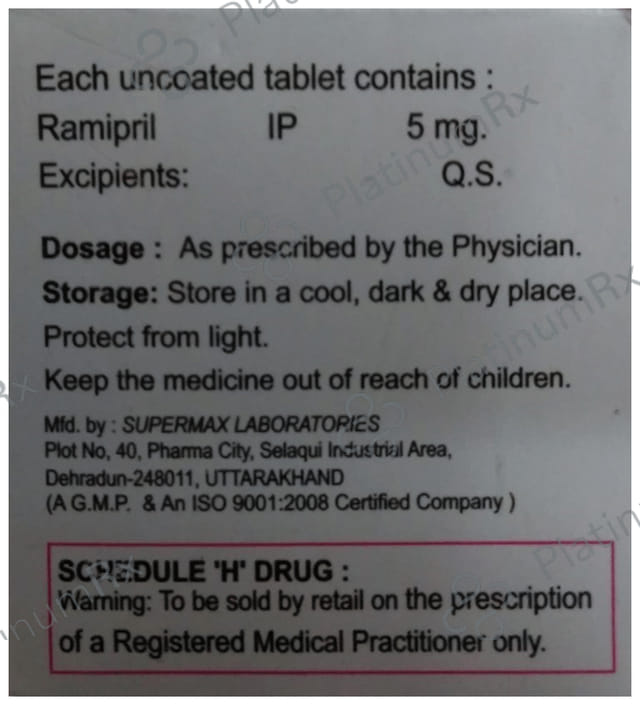 Each uncoated tablet contains :
Ramipril IP 5 mg.
Excipients: Q.S.
Dosage : As prescribed by the Physician.
Storage: Store in a cool, dark & dry place.
Protect from light.
Keep the medicine out of reach of children.
Mfd. by : SUPERMAX LABORATORIES
Plot No, 40, Pharma City, Selaqui Industrial Area,
Dehradun-248011, UTTARAKHAND
(A G.M.P. & An ISO 9001:2008 Certified Company )
SCHEDULE 'H' DRUG :
Warning: To be sold by retail on the prescription
of a Registered Medical Practitioner only.
PlatinumRx
PlatinumRx